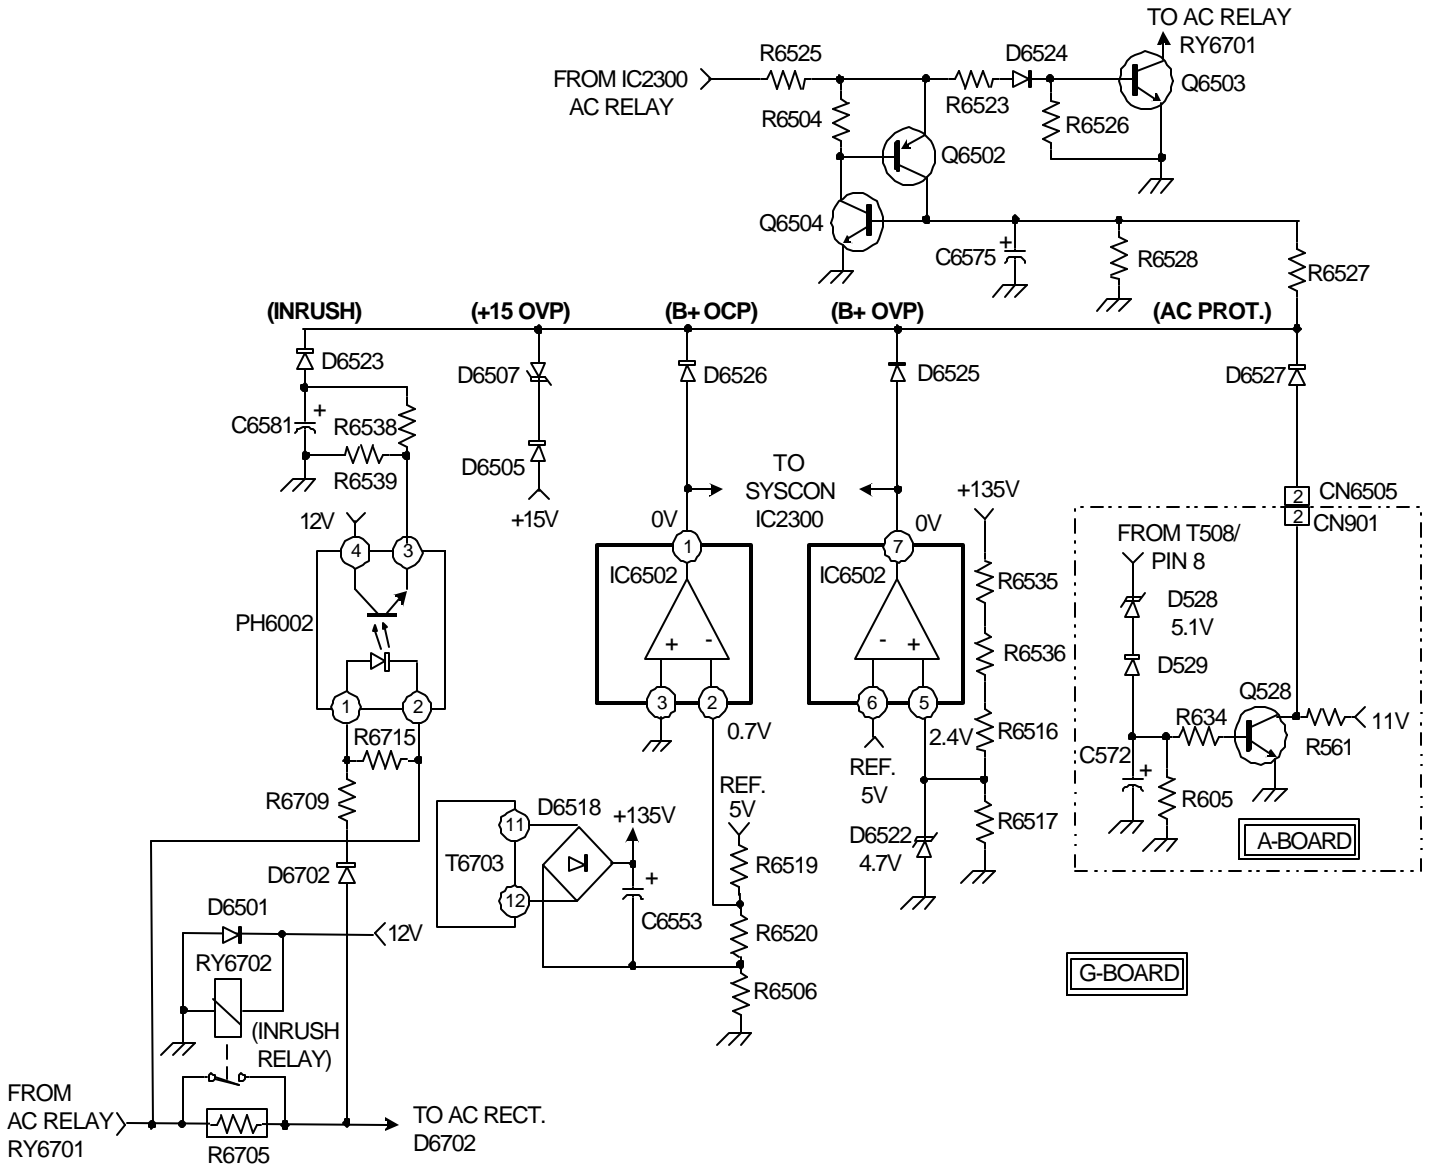 TO AC RELAY
RY6701
R6525
D6524
FROM IC2300
AC RELAY
R6504
R6523
R6526
Q6503
Q6502
Q6504
C6575
+
R6528
R6527
(INRUSH)
(+15 OVP)
(B+ OCP)
(B+ OVP)
(AC PROT.)
D6523
D6507
D6526
D6525
D6527
C6581
+
R6538
R6539
D6505
+15V
TO
SYSCON
IC2300
+135V
CN6505
CN901
2
2
12V
0V
0V
FROM T508/
PIN 8
4
3
1
7
IC6502
IC6502
R6535
D528
5.1V
PH6002
+
-
-
+
R6536
D529
1
2
3
2
6
5
Q528
R6715
0.7V
2.4V
R6516
R634
11V
R561
R6709
REF.
5V
REF.
5V
C572
+
R605
D6518
+135V
11
T6703
12
+
C6553
R6519
D6522
4.7V
R6517
A-BOARD
D6702
D6501
12V
R6520
RY6702
R6506
G-BOARD
(INRUSH
RELAY)
FROM
AC RELAY
RY6701
R6705
TO AC RECT.
D6702